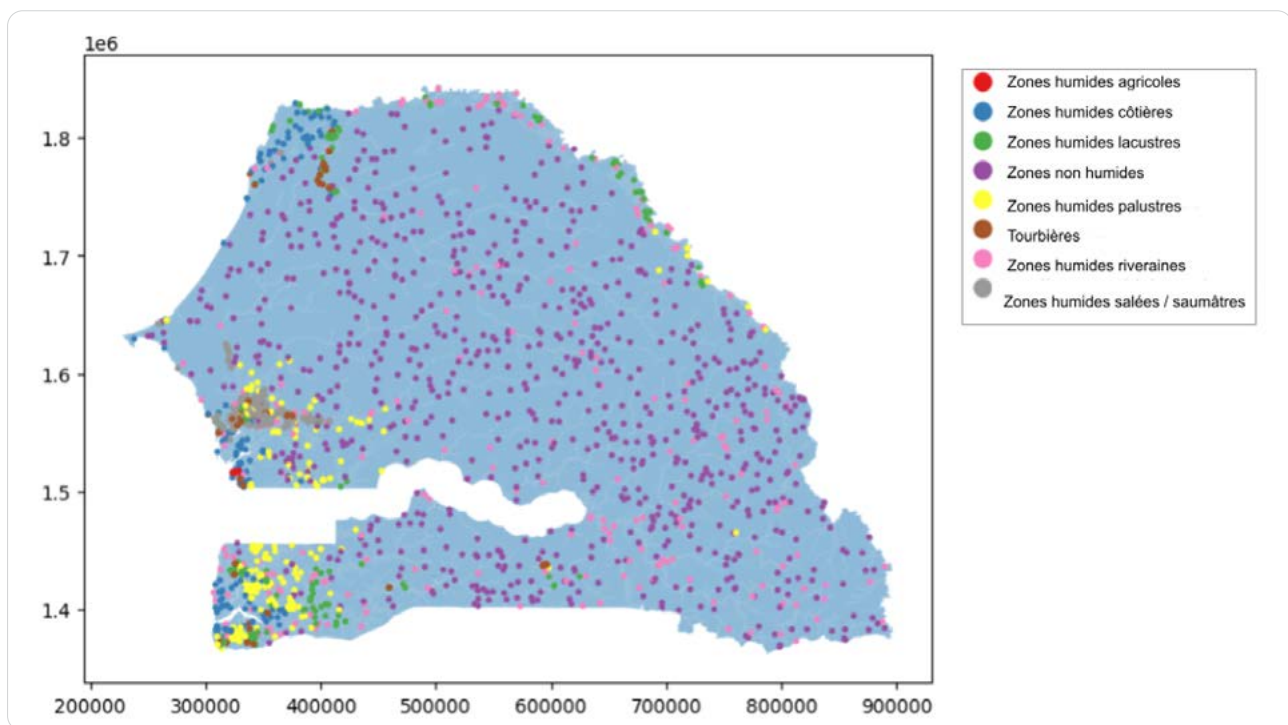 1e6
1.8
1.7
1.6
1.5
1.4
200000 300000 400000 500000 600000 700000 800000 900000
Zones humides agricoles
Zones humides côtières
Zones humides lacustres
Zones non humides
Zones humides palustres
Tourbières
Zones humides riveraines
Zones humides salées / saumâtres